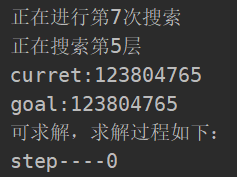 正在进行第7次搜索
正在搜索第5层
curret:123804765
goal:123804765
可求解，求解过程如下：
step----0